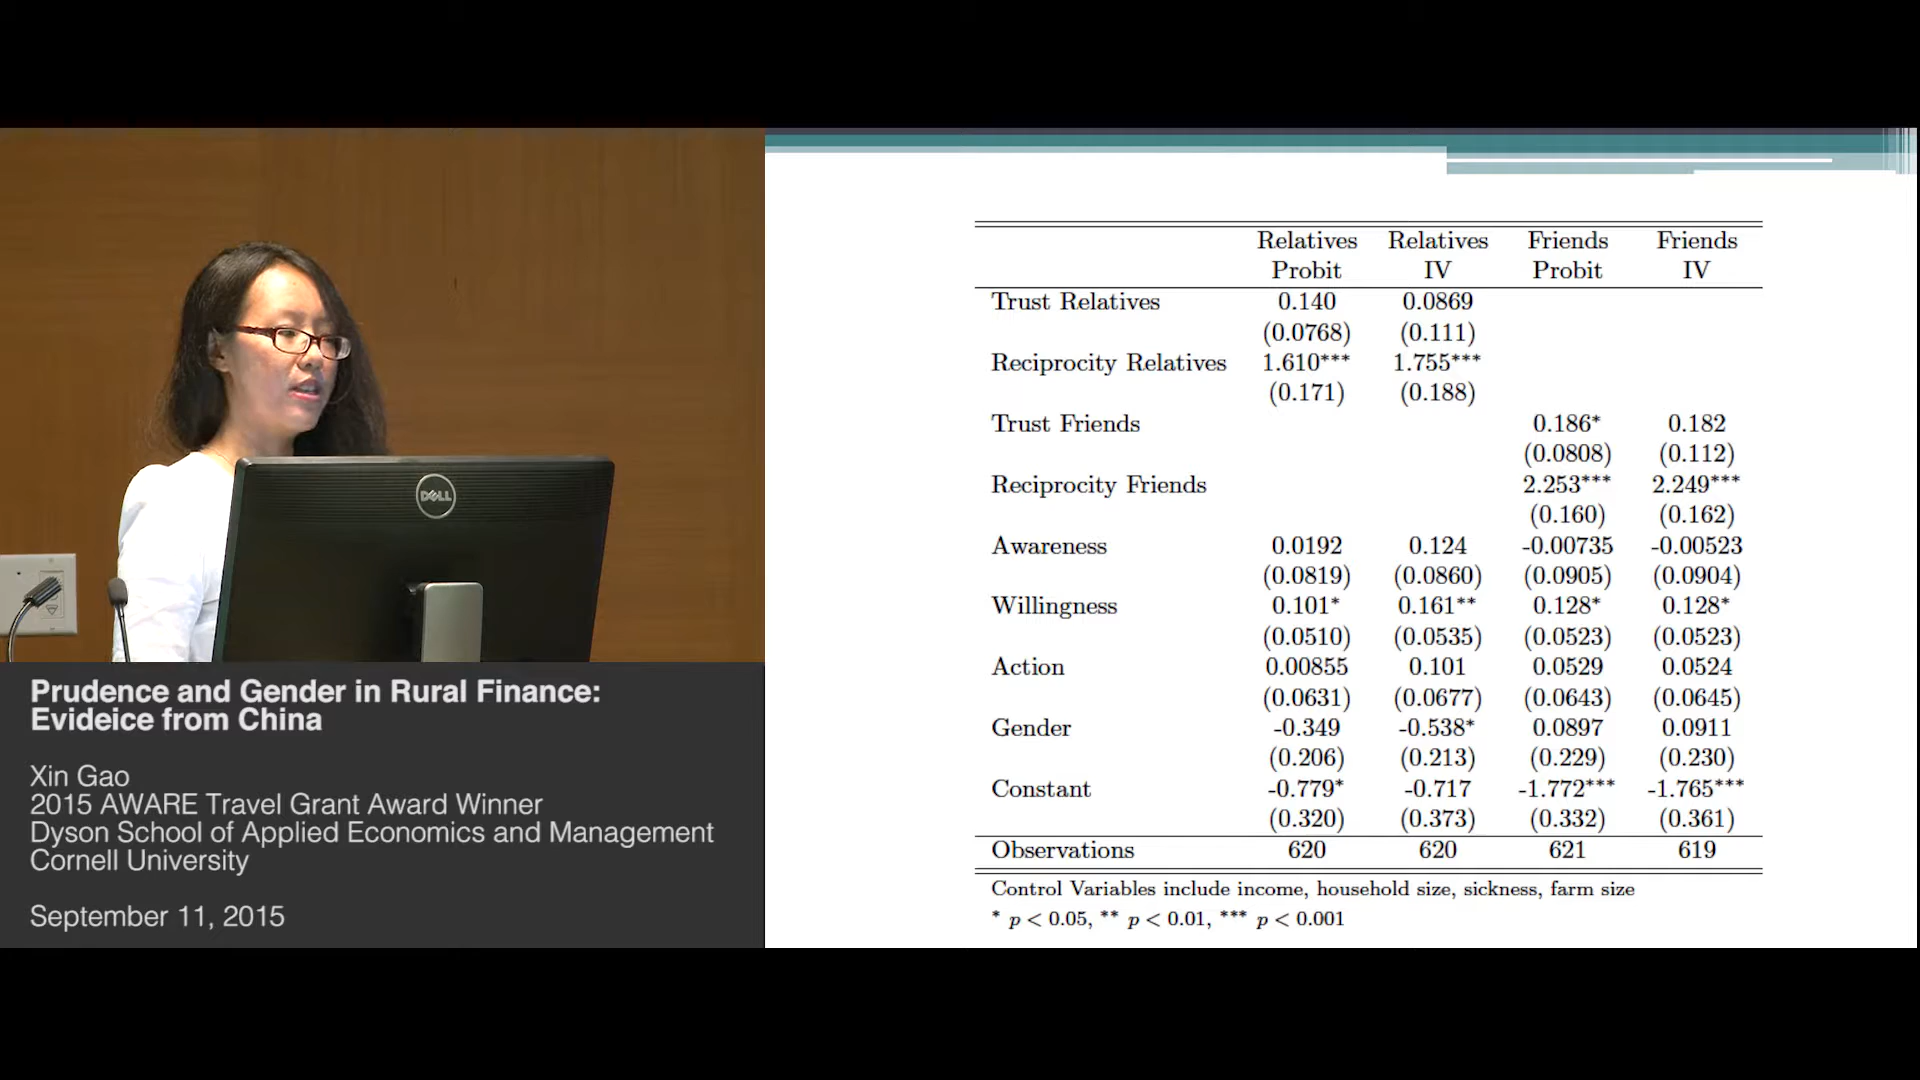 DELL
Prudence and Gender in Rural Finance:
Evideice from China
Xin Gao
2015 AWARE Travel Grant Award Winner
Dyson School of Applied Economics and Management
Cornell University
September 11, 2015
Relatives Relatives Friends Friends
Probit IV Probit IV
Trust Relatives 0.140 0.0869
(0.0768) (0.111)
Reciprocity Relatives 1.610*** 1.755***
(0.171) (0.188)
Trust Friends 0.186* 0.182
(0.0808) (0.112)
Reciprocity Friends 2.253*** 2.249***
(0.160) (0.162)
Awareness 0.0192 0.124 -0.00735 -0.00523
(0.0819) (0.0860) (0.0905) (0.0904)
Willingness 0.101* 0.161** 0.128* 0.128*
(0.0510) (0.0535) (0.0523) (0.0523)
Action 0.00855 0.101 0.0529 0.0524
(0.0631) (0.0677) (0.0643) (0.0645)
Gender -0.349 -0.538* 0.0897 0.0911
(0.206) (0.213) (0.229) (0.230)
Constant -0.779* -0.717 -1.772*** -1.765***
(0.320) (0.373) (0.332) (0.361)
Observations 620 620 621 619
Control Variables include income, household size, sickness, farm size
* p < 0.05, ** p < 0.01, *** p < 0.001